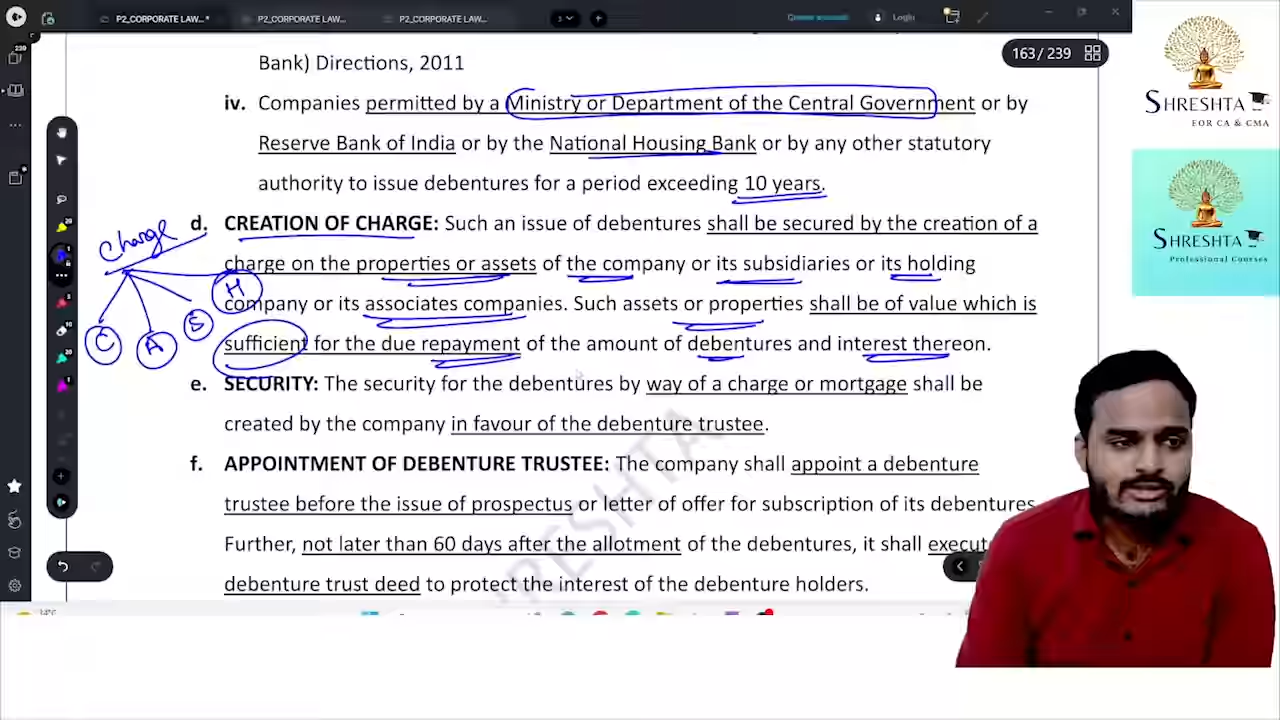 P2_CORPORATE LAW...*
P2_CORPORATE LAW...
P2_CORPORATE LAW...
Login
163/239
Bank) Directions, 2011
iv. Companies permitted by a Ministry or Department of the Central Government or by
Reserve Bank of India or by the National Housing Bank or by any other statutory
authority to issue debentures for a period exceeding 10 years.
d. CREATION OF CHARGE: Such an issue of debentures shall be secured by the creation of a
charge on the properties or assets of the company or its subsidiaries or its holding
company or its associates companies. Such assets or properties shall be of value which is
sufficient for the due repayment of the amount of debentures and interest thereon.
charge
C
A
S
H
e. SECURITY: The security for the debentures by way of a charge or mortgage shall be
created by the company in favour of the debenture trustee.
f. APPOINTMENT OF DEBENTURE TRUSTEE: The company shall appoint a debenture
trustee before the issue of prospectus or letter of offer for subscription of its debentures
Further, not later than 60 days after the allotment of the debentures, it shall execute
debenture trust deed to protect the interest of the debenture holders.
SHRESHTA
FOR CA & CMA
SHRESHTA
Professional Courses